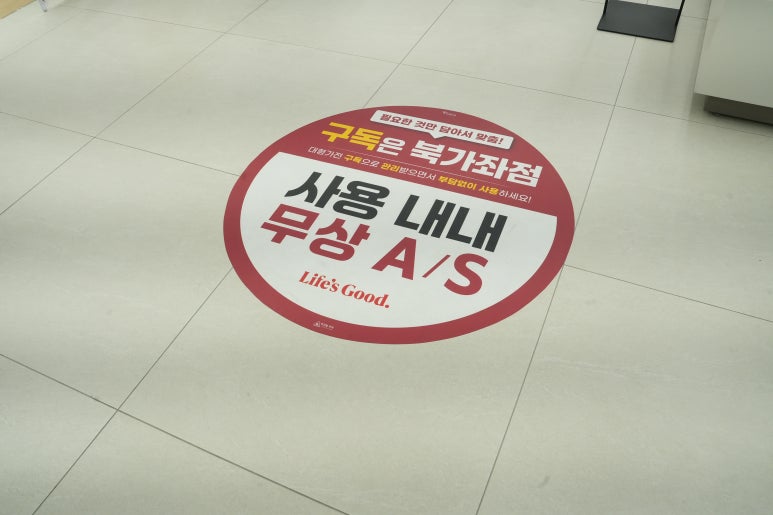 필요한 것만 담아서 맞춤!
구독은 북가좌점
대형가전 구독으로 관리받으면서 부담없이 사용하세요!
사용 내내
무상 A/S
Life's Good.